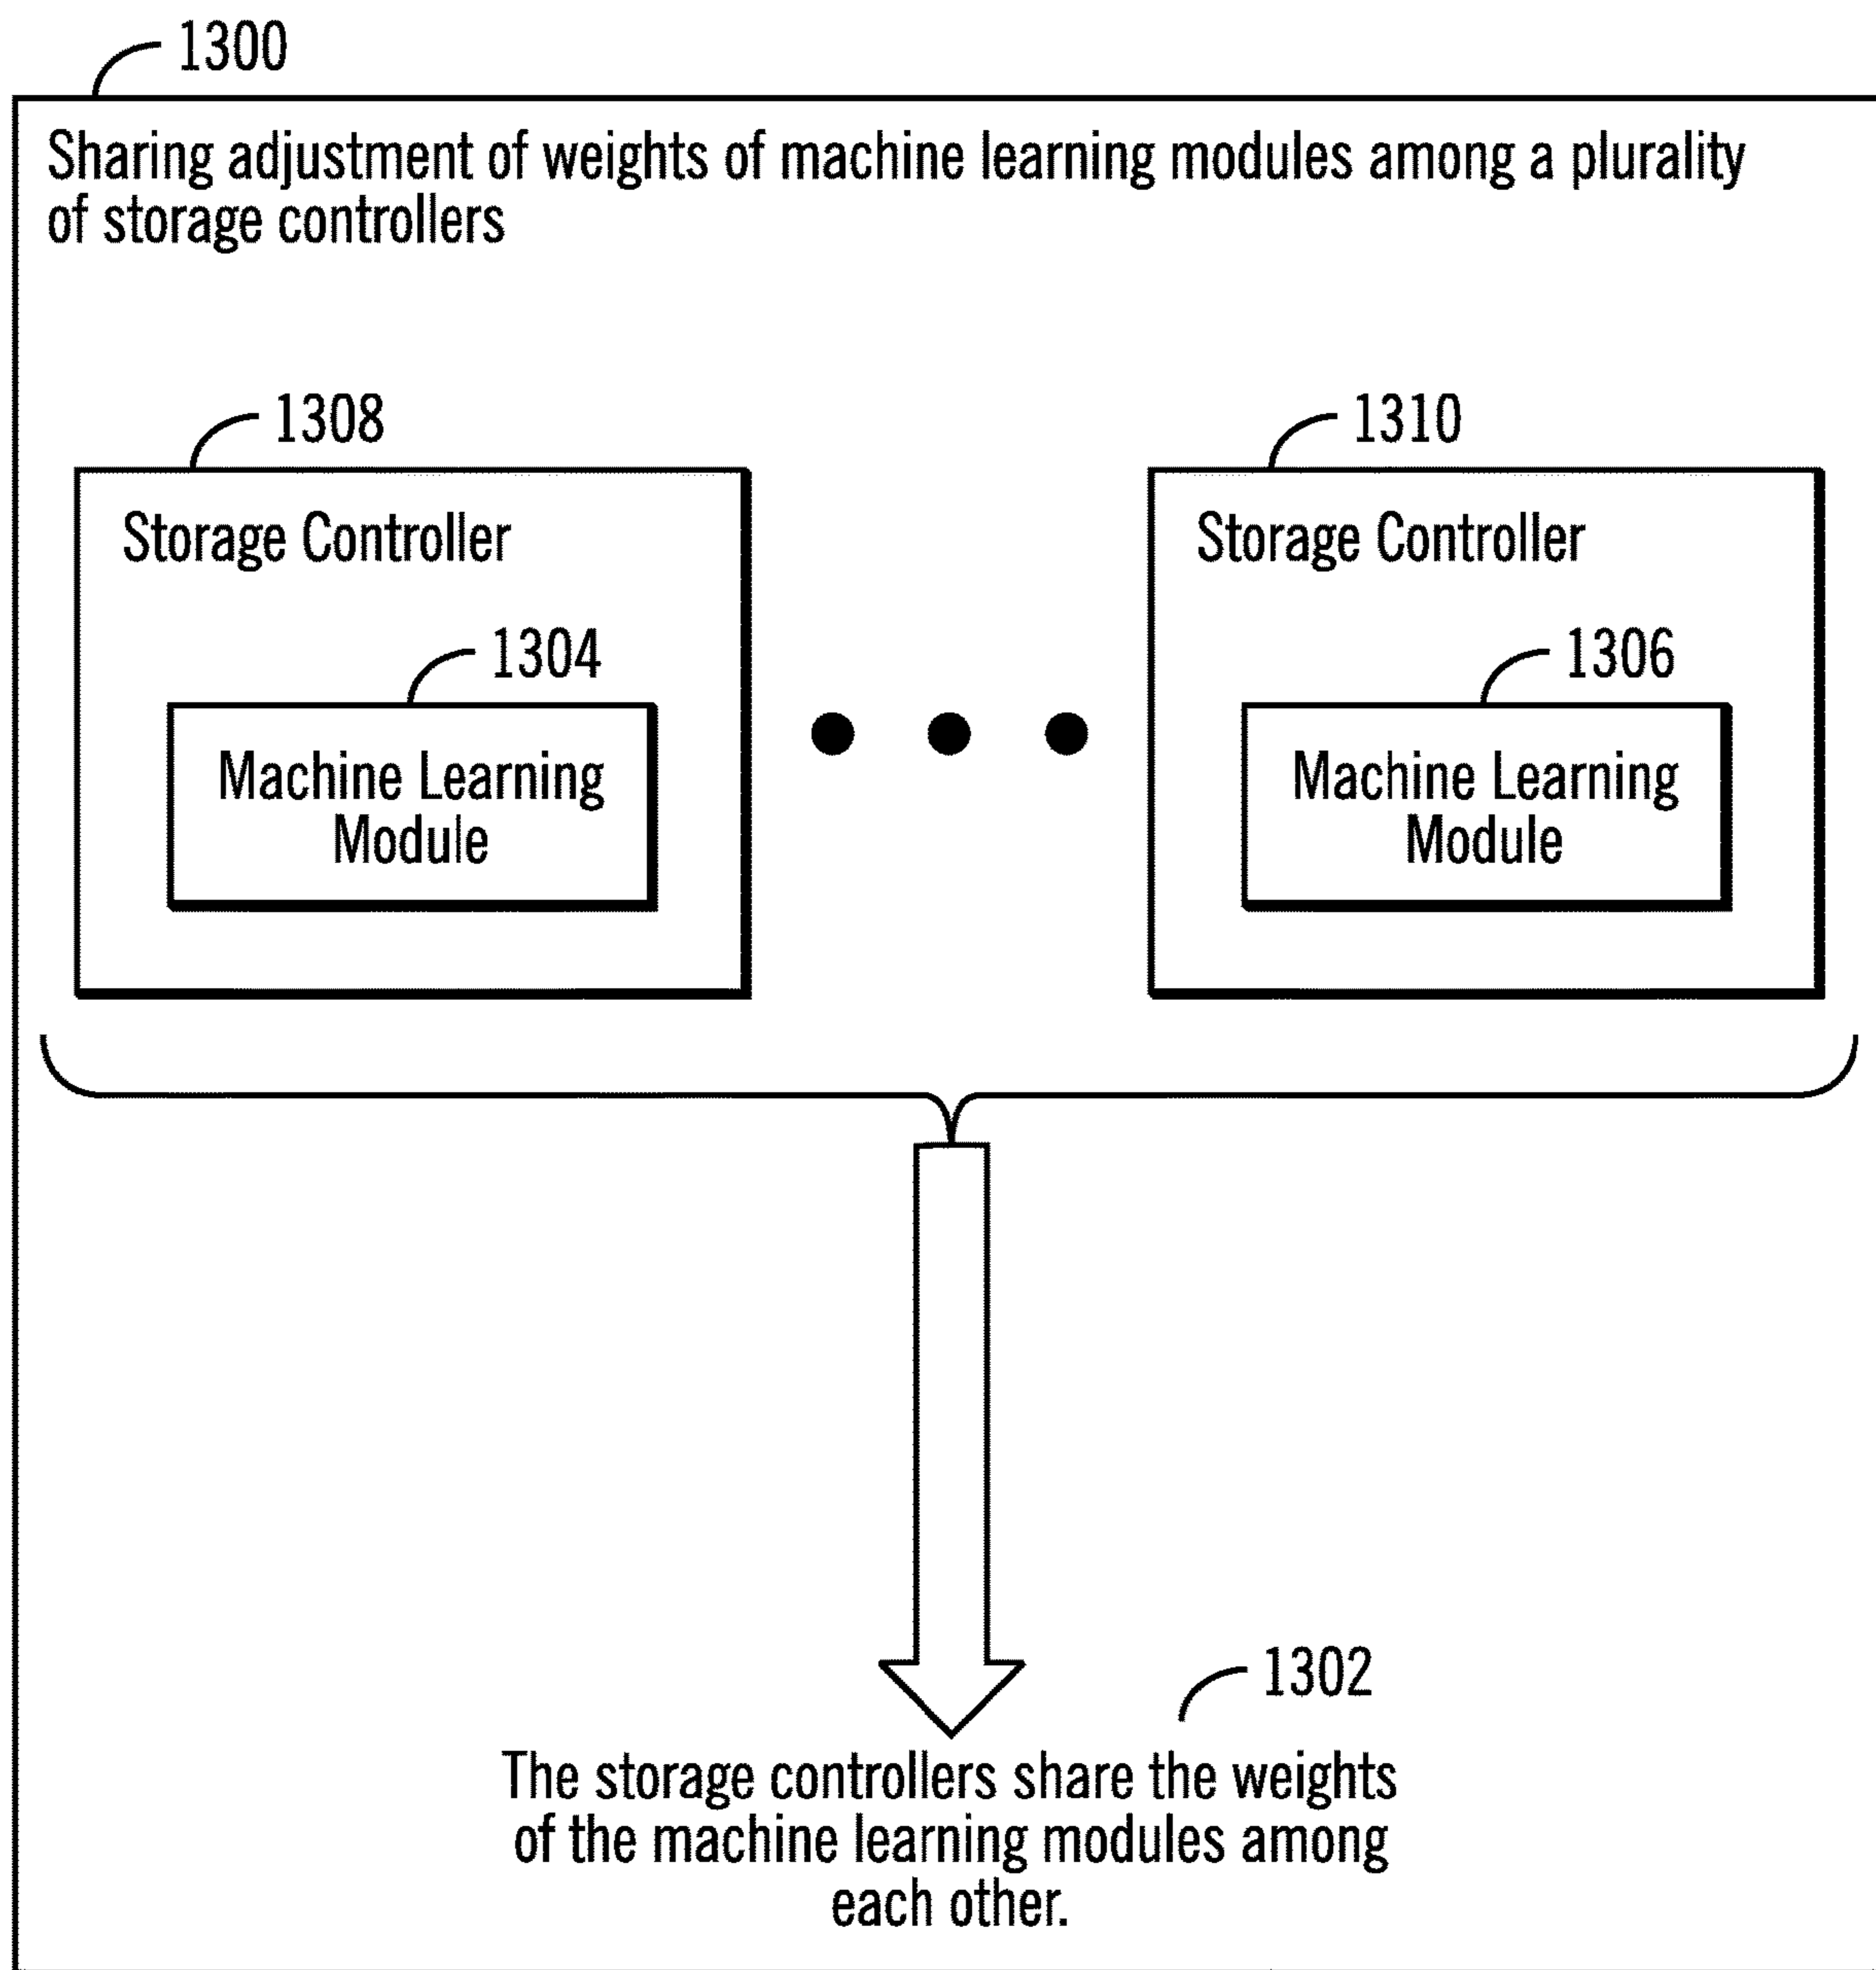 1300
Sharing adjustment of weights of machine learning modules among a plurality
of storage controllers
1308
Storage Controller
1304
Machine Learning
Module
1310
Storage Controller
1306
Machine Learning
Module
1302
The storage controllers share the weights
of the machine learning modules among
each other.